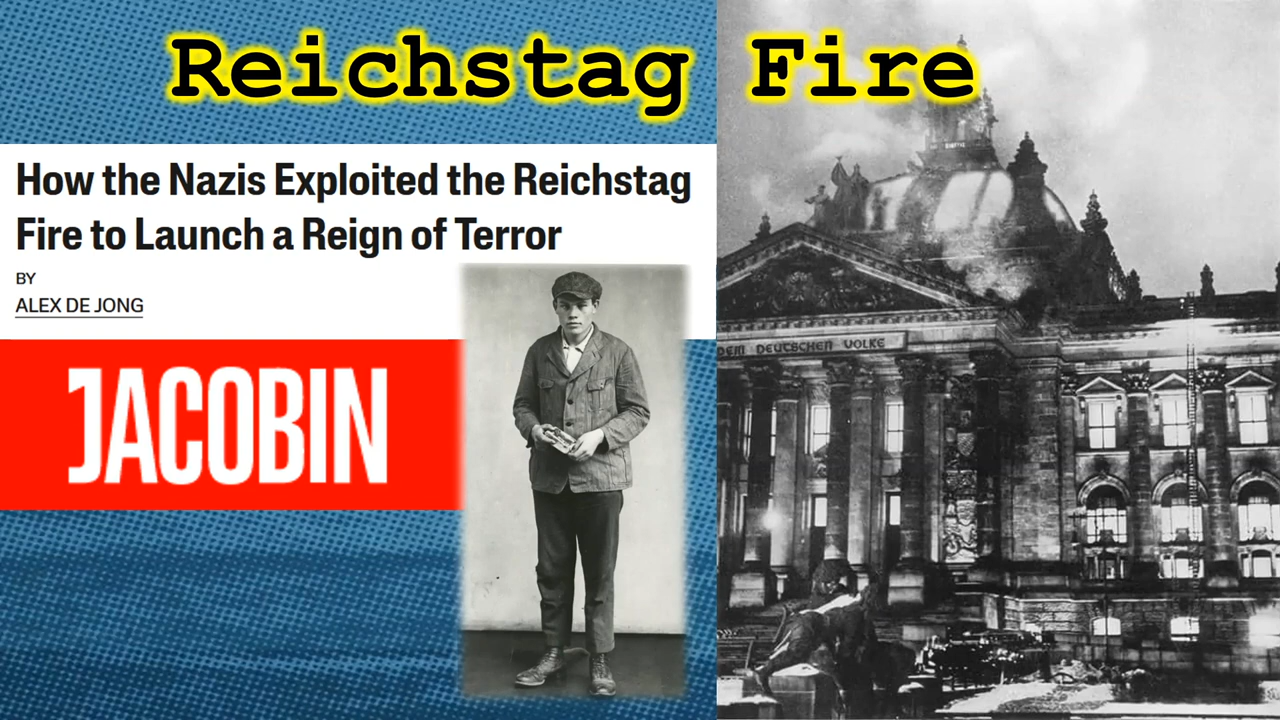 Reichstag Fire
How the Nazis Exploited the Reichstag
Fire to Launch a Reign of Terror
BY
ALEX DE JONG
JACOBIN
DEM DEUTSCHEN VOLKE